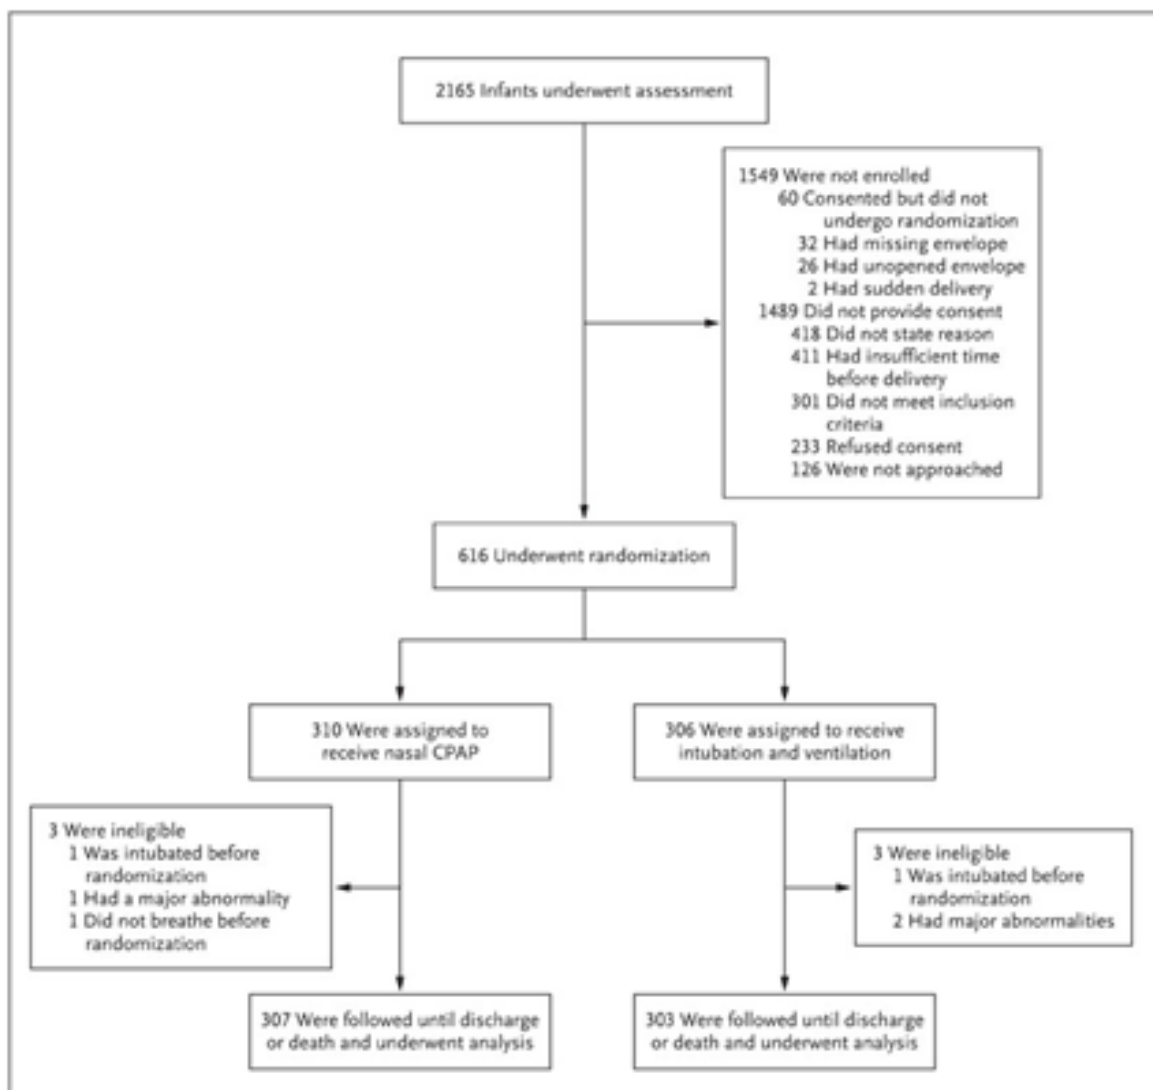 2165 Infants underwent assessment
1549 Were not enrolled
60 Consented but did not
undergo randomization
32 Had missing envelope
26 Had unopened envelope
2 Had sudden delivery
1489 Did not provide consent
418 Did not state reason
411 Had insufficient time
before delivery
301 Did not meet inclusion
criteria
233 Refused consent
126 Were not approached
616 Underwent randomization
310 Were assigned to
receive nasal CPAP
306 Were assigned to receive
intubation and ventilation
3 Were ineligible
1 Was intubated before
randomization
1 Had a major abnormality
1 Did not breathe before
randomization
3 Were ineligible
1 Was intubated before
randomization
2 Had major abnormalities
307 Were followed until discharge
or death and underwent analysis
303 Were followed until discharge
or death and underwent analysis